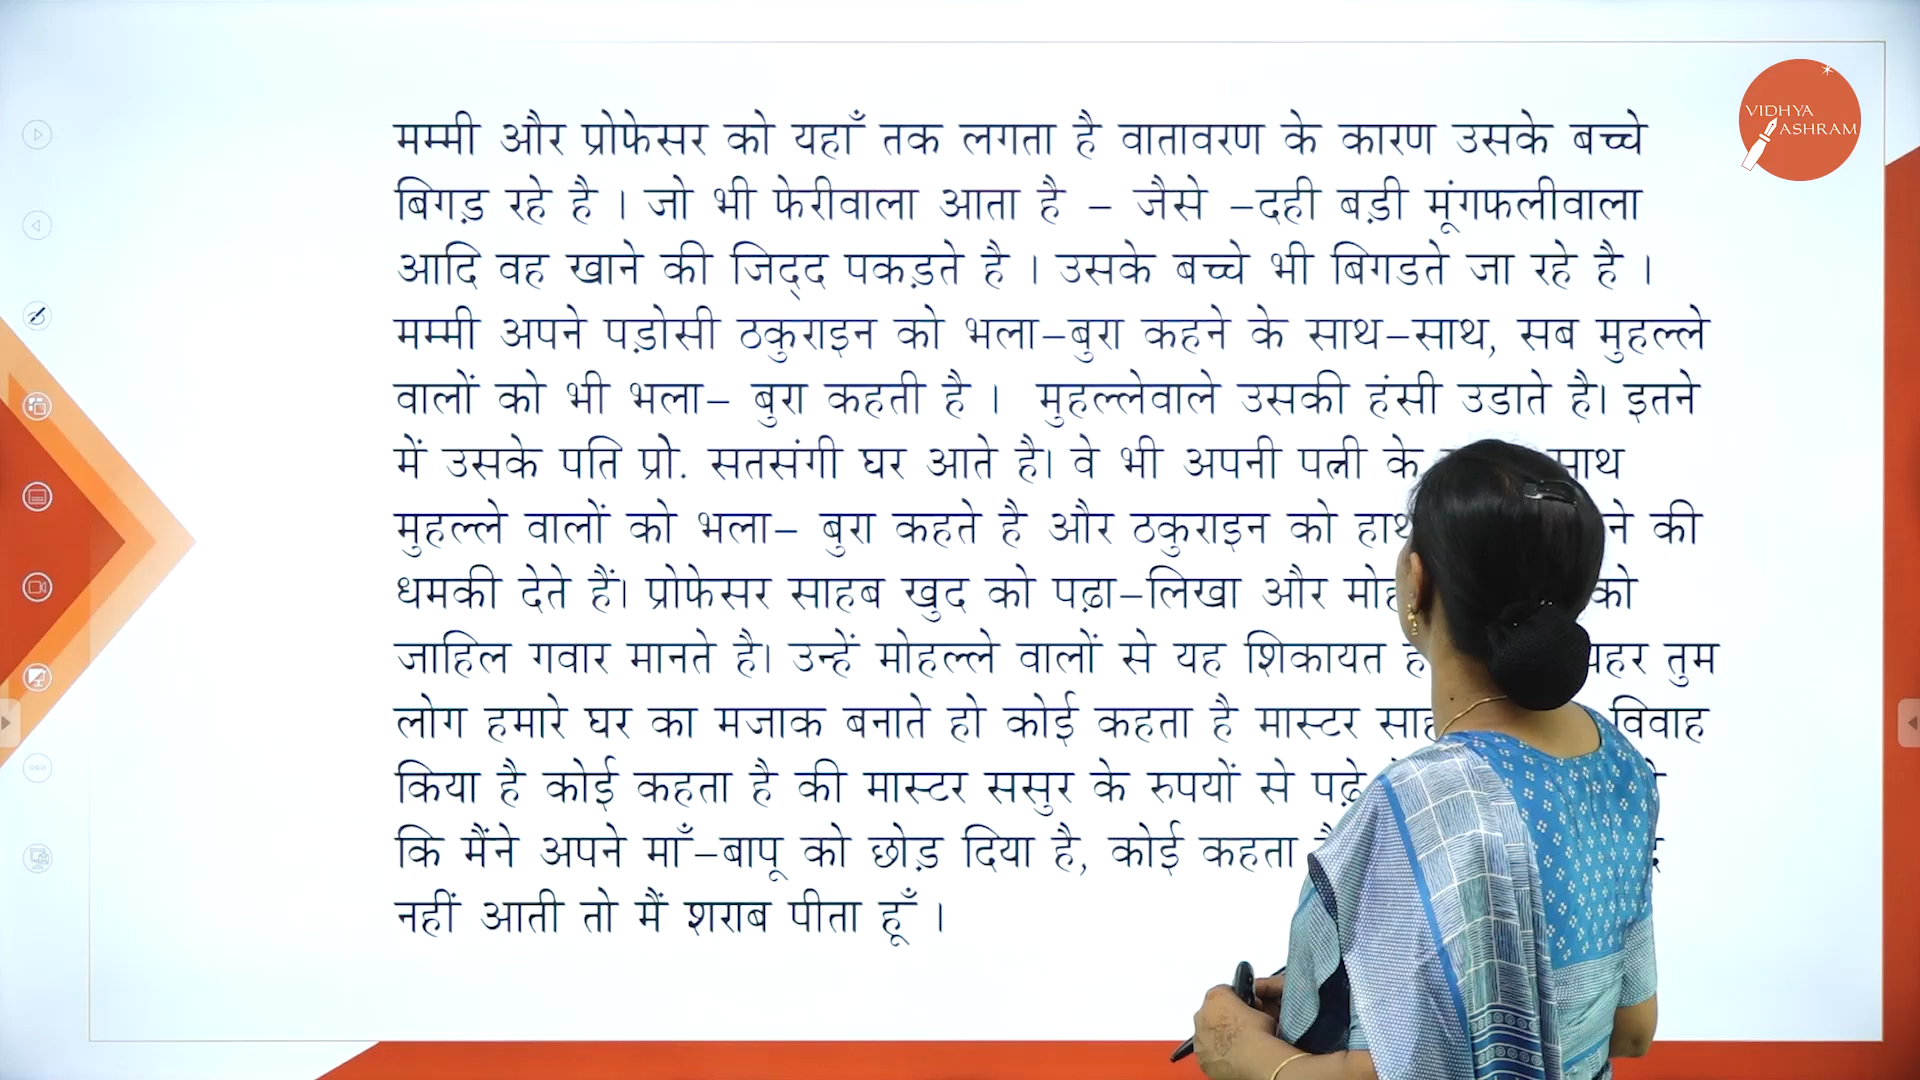 VIDHYA
ASHRAM
मम्मी और प्रोफेसर को यहाँ तक लगता है वातावरण के कारण उसके बच्चे
बिगड़ रहे है । जो भी फेरीवाला आता है - जैसे -दही बड़ी मूंगफलीवाला
आदि वह खाने की जिद्द पकड़ते है । उसके बच्चे भी बिगडते जा रहे है ।
मम्मी अपने पड़ोसी ठकुराइन को भला-बुरा कहने के साथ-साथ, सब मुहल्ले
वालों को भी भला- बुरा कहती है । मुहल्लेवाले उसकी हंसी उडाते है। इतने
में उसके पति प्रो. सतसंगी घर आते है। वे भी अपनी पत्नी के साथ
मुहल्ले वालों को भला- बुरा कहते है और ठकुराइन को की
धमकी देते हैं। प्रोफेसर साहब खुद को पढ़ा-लिखा और को
जाहिल गवार मानते है। उन्हें मोहल्ले वालों से यह शिकायत तुम
लोग हमारे घर का मजाक बनाते हो कोई कहता है मास्टर विवाह
किया है कोई कहता है की मास्टर ससुर के रुपयों से पढ़े
कि मैंने अपने माँ-बापू को छोड़ दिया है, कोई कहता
नहीं आती तो मैं शराब पीता हूँ ।